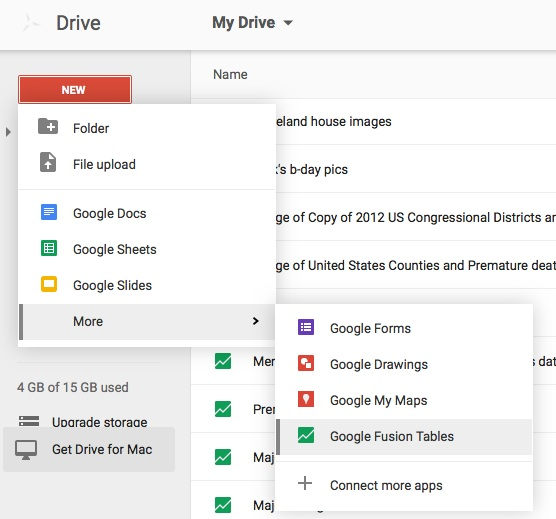 Drive
My Drive
NEW
Name
Folder
File upload
Google Docs
Google Sheets
Google Slides
More
eland house images
's b-day pics
ge of Copy of 2012 US Congressional Districts an
ge of United States Counties and Premature deat
Google Forms
Google Drawings
Google My Maps
Google Fusion Tables
Connect more apps
4 GB of 15 GB used
Upgrade storage
Get Drive for Mac
Mer
s dat
Prer
Maj
Maj